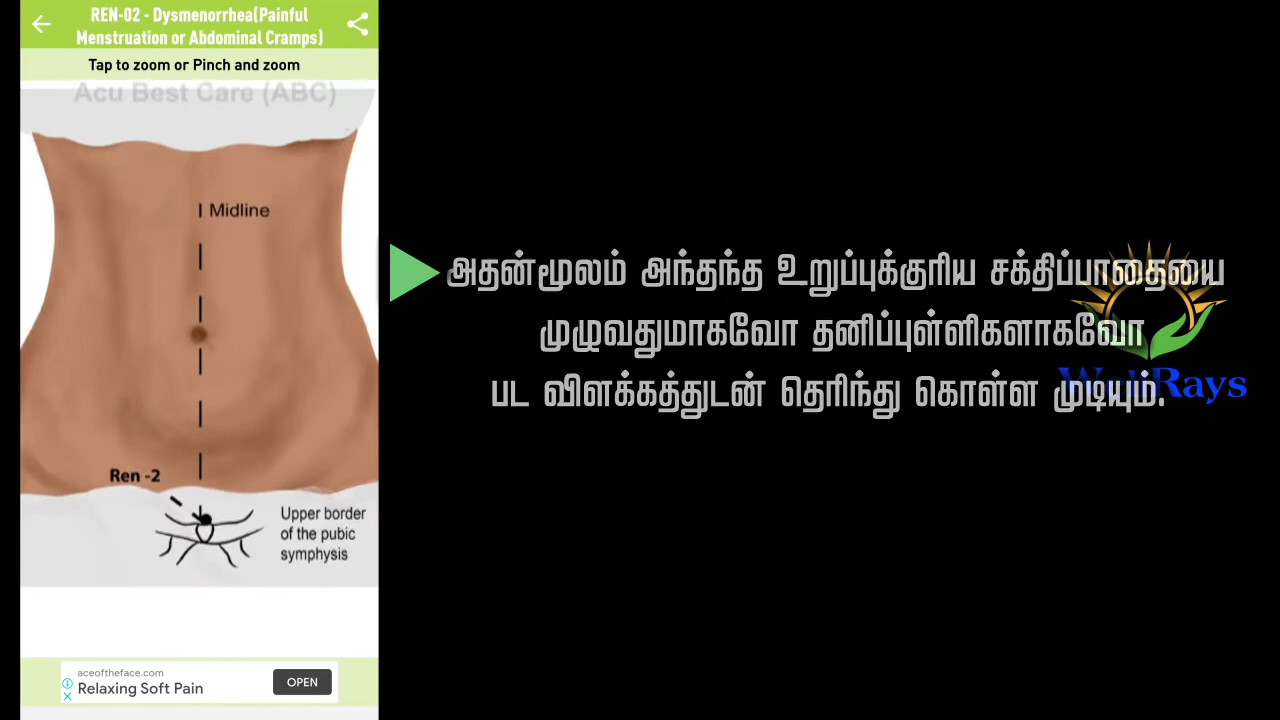 REN-02 - Dysmenorrhea(Painful
Menstruation or Abdominal Cramps)
Tap to zoom or Pinch and zoom
Acu Best Care (ABC)
Midline
Ren -2
Upper border
of the pubic
symphysis
aceoftheface.com
Relaxing Soft Pain
OPEN
அதன்மூலம் அந்தந்த உறுப்புக்குரிய சக்திப்பாதையை
முழுவதுமாகவோ தனிப்புள்ளிகளாகவோ
பட விளக்கத்துடன் தெரிந்து கொள்ள முடியும்.